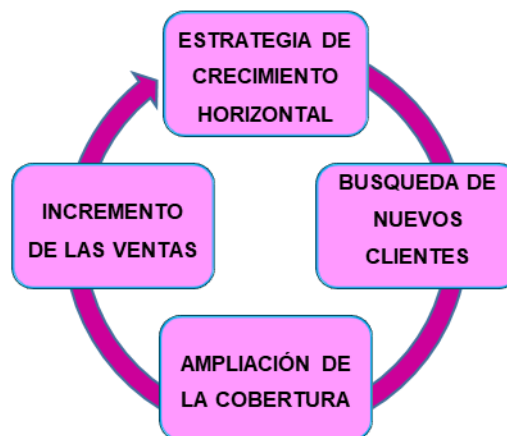 ESTRATEGIA DE
CRECIMIENTO
HORIZONTAL
BUSQUEDA DE
NUEVOS
CLIENTES
AMPLIACIÓN DE
LA COBERTURA
INCREMENTO
DE LAS VENTAS